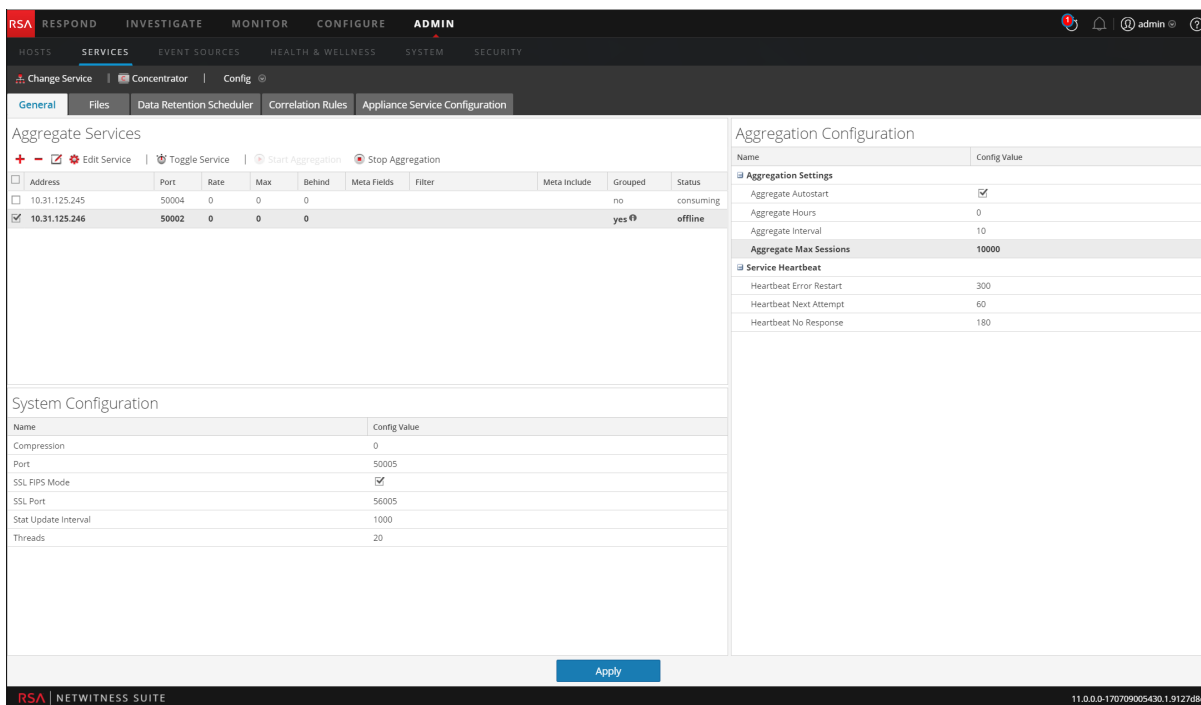 RSA RESPOND INVESTIGATE MONITOR CONFIGURE ADMIN 1 admin ?
HOSTS SERVICES EVENT SOURCES HEALTH & WELLNESS SYSTEM SECURITY
Change Service | Concentrator | Config
General Files Data Retention Scheduler Correlation Rules Appliance Service Configuration
Aggregate Services
Edit Service | Toggle Service | Start Aggregation Stop Aggregation
Address Port Rate Max Behind Meta Fields Filter Meta Include Grouped Status
10.31.125.245 50004 0 0 0 no consuming
10.31.125.246 50002 0 0 0 yes offline
Aggregation Configuration
Name Config Value
Aggregation Settings
Aggregate Autostart
Aggregate Hours 0
Aggregate Interval 10
Aggregate Max Sessions 10000
Service Heartbeat
Heartbeat Error Restart 300
Heartbeat Next Attempt 60
Heartbeat No Response 180
System Configuration
Name Config Value
Compression 0
Port 50005
SSL FIPS Mode
SSL Port 56005
Stat Update Interval 1000
Threads 20
Apply
RSA | NETWITNESS SUITE 11.0.0.0-170709005430.1.9127d8